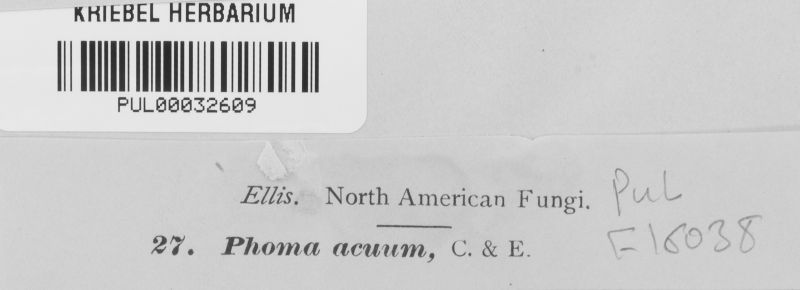 KRIEBEL HERBARIUM
PUL00032609
Ellis. North American Fungi.
PUL
F16038
27. Phoma acuum, C. & E.